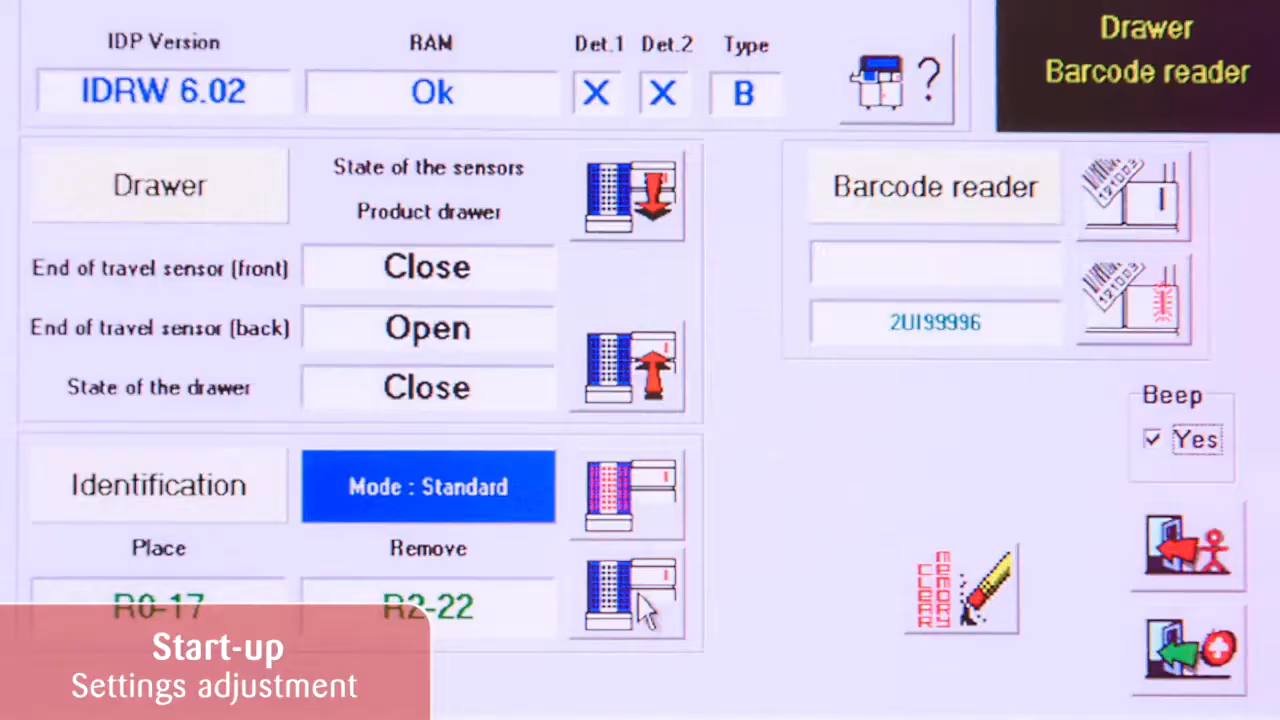 IDP Version
RAM
Det.1
Det.2
Type
IDRW 6.02
Ok
X
X
B
?
Drawer
Barcode reader
Drawer
State of the sensors
Product drawer
End of travel sensor (front)
Close
End of travel sensor (back)
Open
State of the drawer
Close
Barcode reader
121003
121003
2UI99996
Beep
Yes
Identification
Mode : Standard
Place
Remove
R0-17
R2-22
CLEAR
MEMORY
Start-up
Settings adjustment